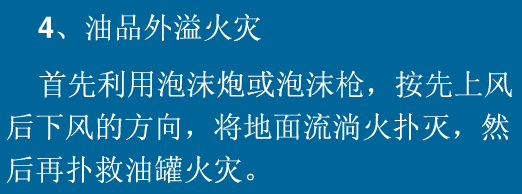 4、油品外溢火灾
首先利用泡沫炮或泡沫枪，按先上风
后下风的方向，将地面流淌火扑灭，然
后再扑救油罐火灾。